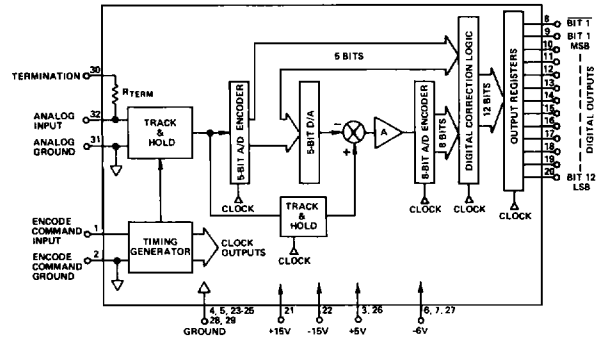 TERMINATION
30
RTERM
ANALOG
INPUT
32
ANALOG
GROUND
31
TRACK
&
HOLD
ENCODE
COMMAND
INPUT
1
ENCODE
COMMAND
GROUND
2
TIMING
GENERATOR
CLOCK
OUTPUTS
5-BIT A/D ENCODER
CLOCK
5 BITS
5-BIT D/A
TRACK
&
HOLD
CLOCK
−
+
A
8-BIT A/D ENCODER
CLOCK
8 BITS
DIGITAL CORRECTION LOGIC
CLOCK
12 BITS
OUTPUT REGISTERS
CLOCK
8 BIT 1
9 BIT 1
10 MSB
11
12
13
14
15
16
17
18
19
20 BIT 12
LSB
DIGITAL OUTPUTS
4, 5, 23-25
28, 29
GROUND
21
+15V
22
-15V
3, 26
+5V
6, 7, 27
-6V